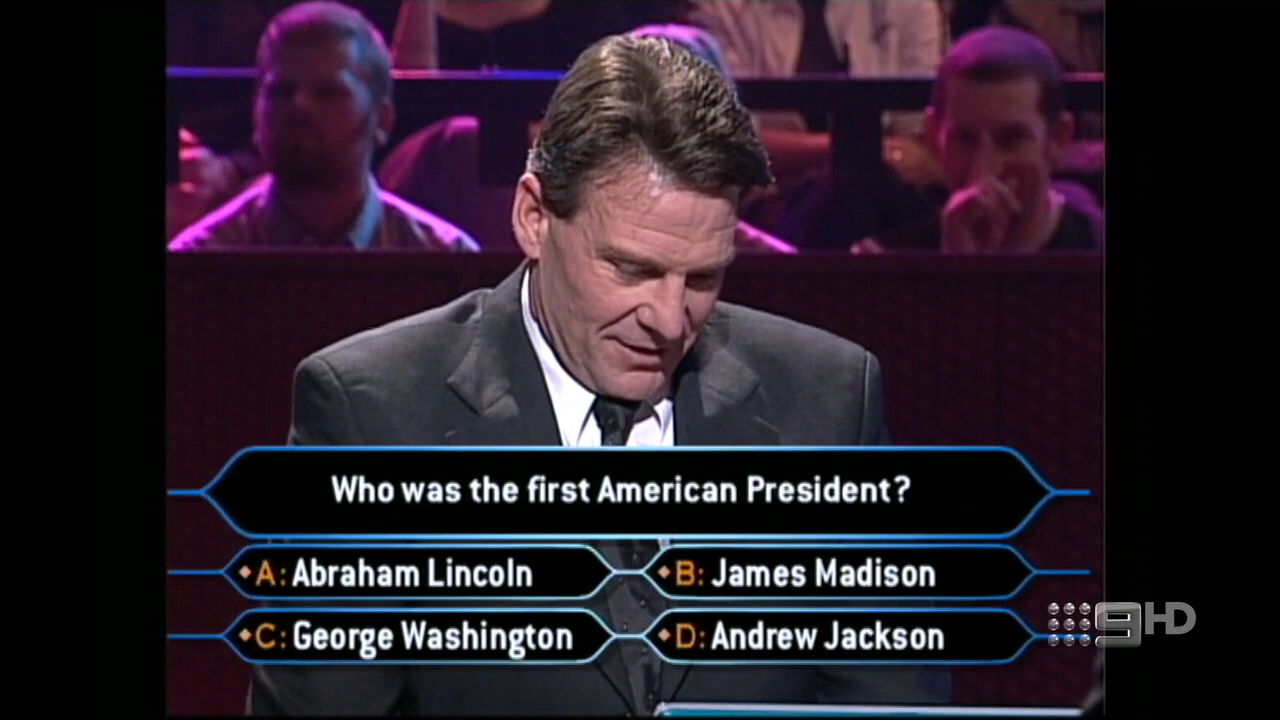 Who was the first American President?
A: Abraham Lincoln
B: James Madison
C: George Washington
D: Andrew Jackson
9HD